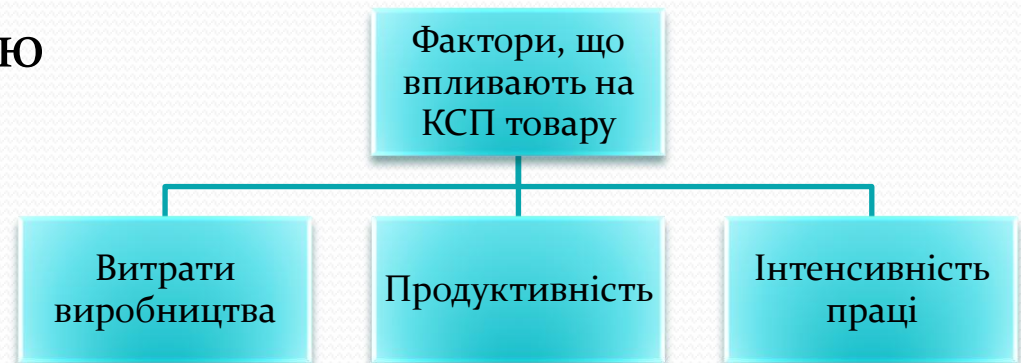 ю
Фактори, що
впливають на
КСП товару
Витрати
виробництва
Продуктивність
Інтенсивність
праці